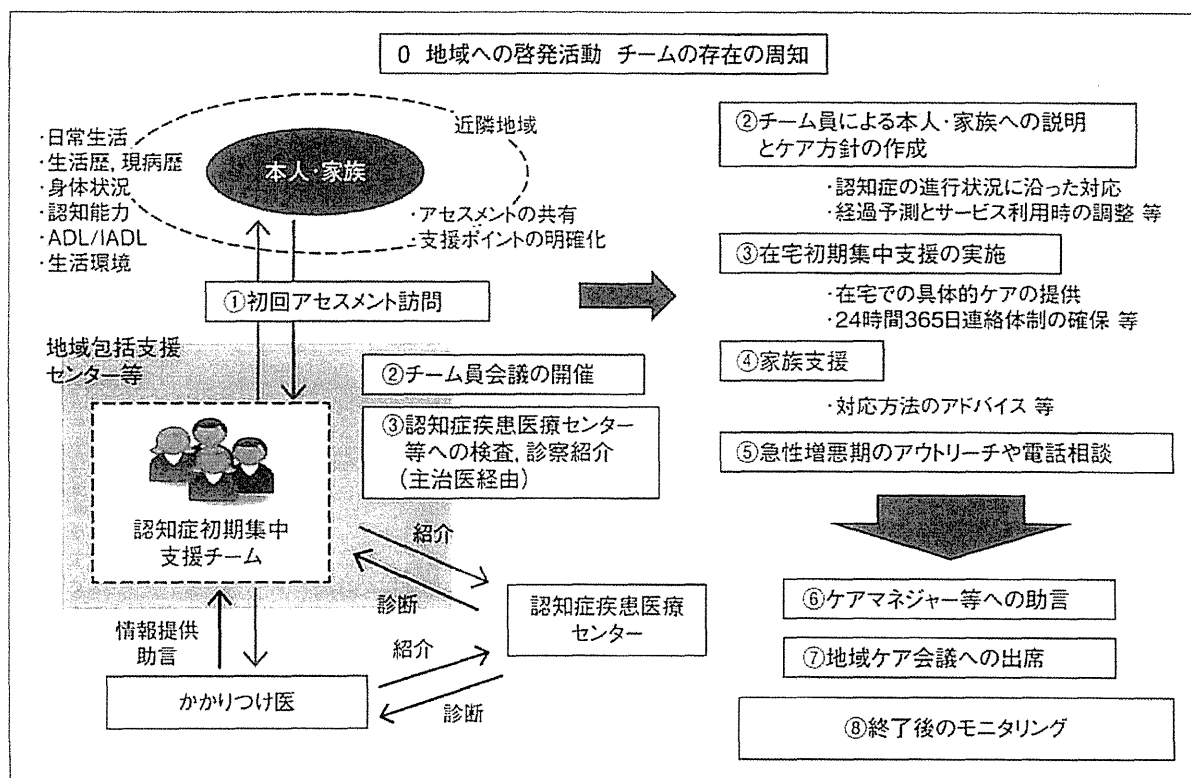 0 地域への啓発活動 チームの存在の周知
近隣地域
本人・家族
・日常生活
・生活歴,現病歴
・身体状況
・認知能力
・ADL/IADL
・生活環境
・アセスメントの共有
・支援ポイントの明確化
①初回アセスメント訪問
地域包括支援
センター等
②チーム員会議の開催
③認知症疾患医療センター
等への検査,診察紹介
(主治医経由)
認知症初期集中
支援チーム
紹介
診断
認知症疾患医療
センター
情報提供
助言
紹介
診断
かかりつけ医
②チーム員による本人・家族への説明
とケア方針の作成
・認知症の進行状況に沿った対応
・経過予測とサービス利用時の調整 等
③在宅初期集中支援の実施
・在宅での具体的ケアの提供
・24時間365日連絡体制の確保 等
④家族支援
・対応方法のアドバイス 等
⑤急性増悪期のアウトリーチや電話相談
⑥ケアマネジャー等への助言
⑦地域ケア会議への出席
⑧終了後のモニタリング